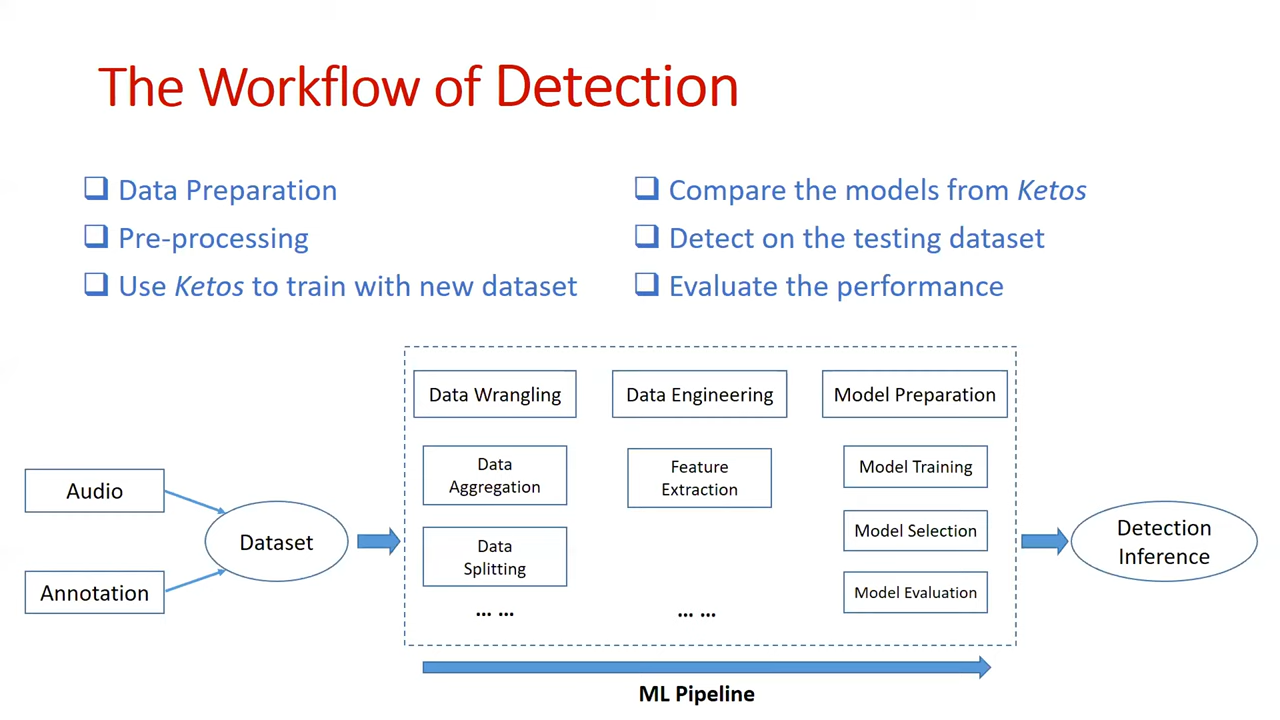 The Workflow of Detection
❑ Data Preparation
❑ Pre-processing
❑ Use Ketos to train with new dataset
❑ Compare the models from Ketos
❑ Detect on the testing dataset
❑ Evaluate the performance
Audio
Annotation
Dataset
Data Wrangling
Data
Aggregation
Data
Splitting
... ...
Data Engineering
Feature
Extraction
... ...
Model Preparation
Model Training
Model Selection
Model Evaluation
Detection
Inference
ML Pipeline